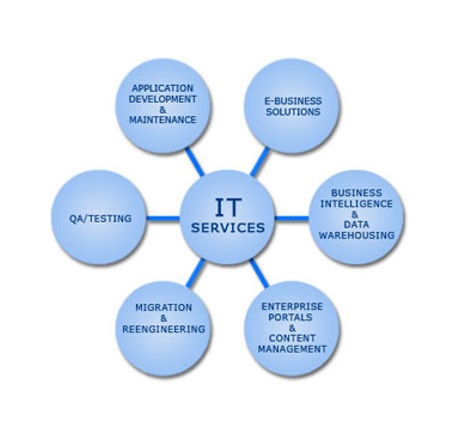 APPLICATION
DEVELOPMENT
&
MAINTENANCE
E-BUSINESS
SOLUTIONS
QA/TESTING
IT
SERVICES
BUSINESS
INTELLIGENCE
&
DATA
WAREHOUSING
MIGRATION
&
REENGINEERING
ENTERPRISE
PORTALS
&
CONTENT
MANAGEMENT